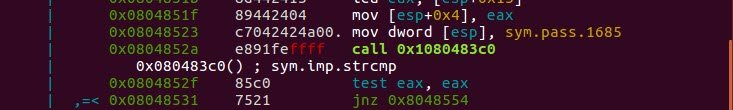 | 0x0804851f 89442404 mov [esp+0x4], eax
| 0x08048523 c7042424a00. mov dword [esp], sym.pass.1685
| 0x0804852a e891feffff call 0x1080483c0
| 0x080483c0() ; sym.imp.strcmp
| 0x0804852f 85c0 test eax, eax
| ,=< 0x08048531 7521 jnz 0x8048554